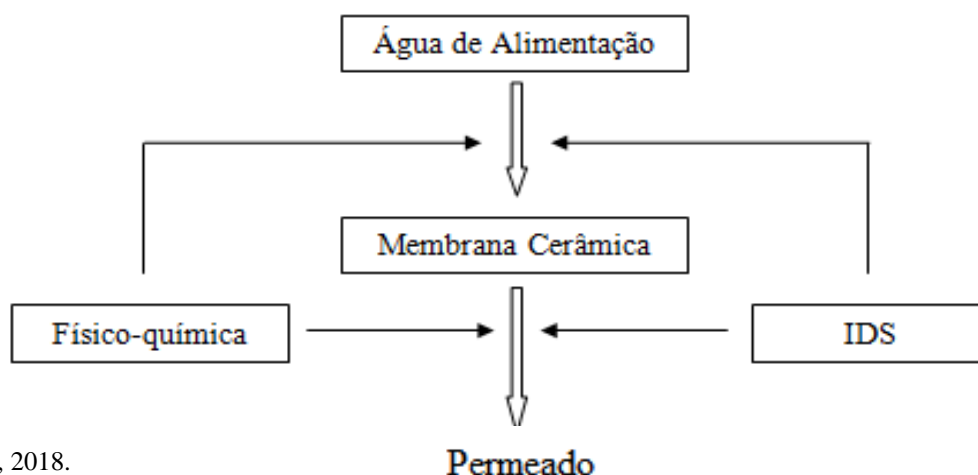 Água de Alimentação
Membrana Cerâmica
Físico-química
IDS
, 2018.
Permeado